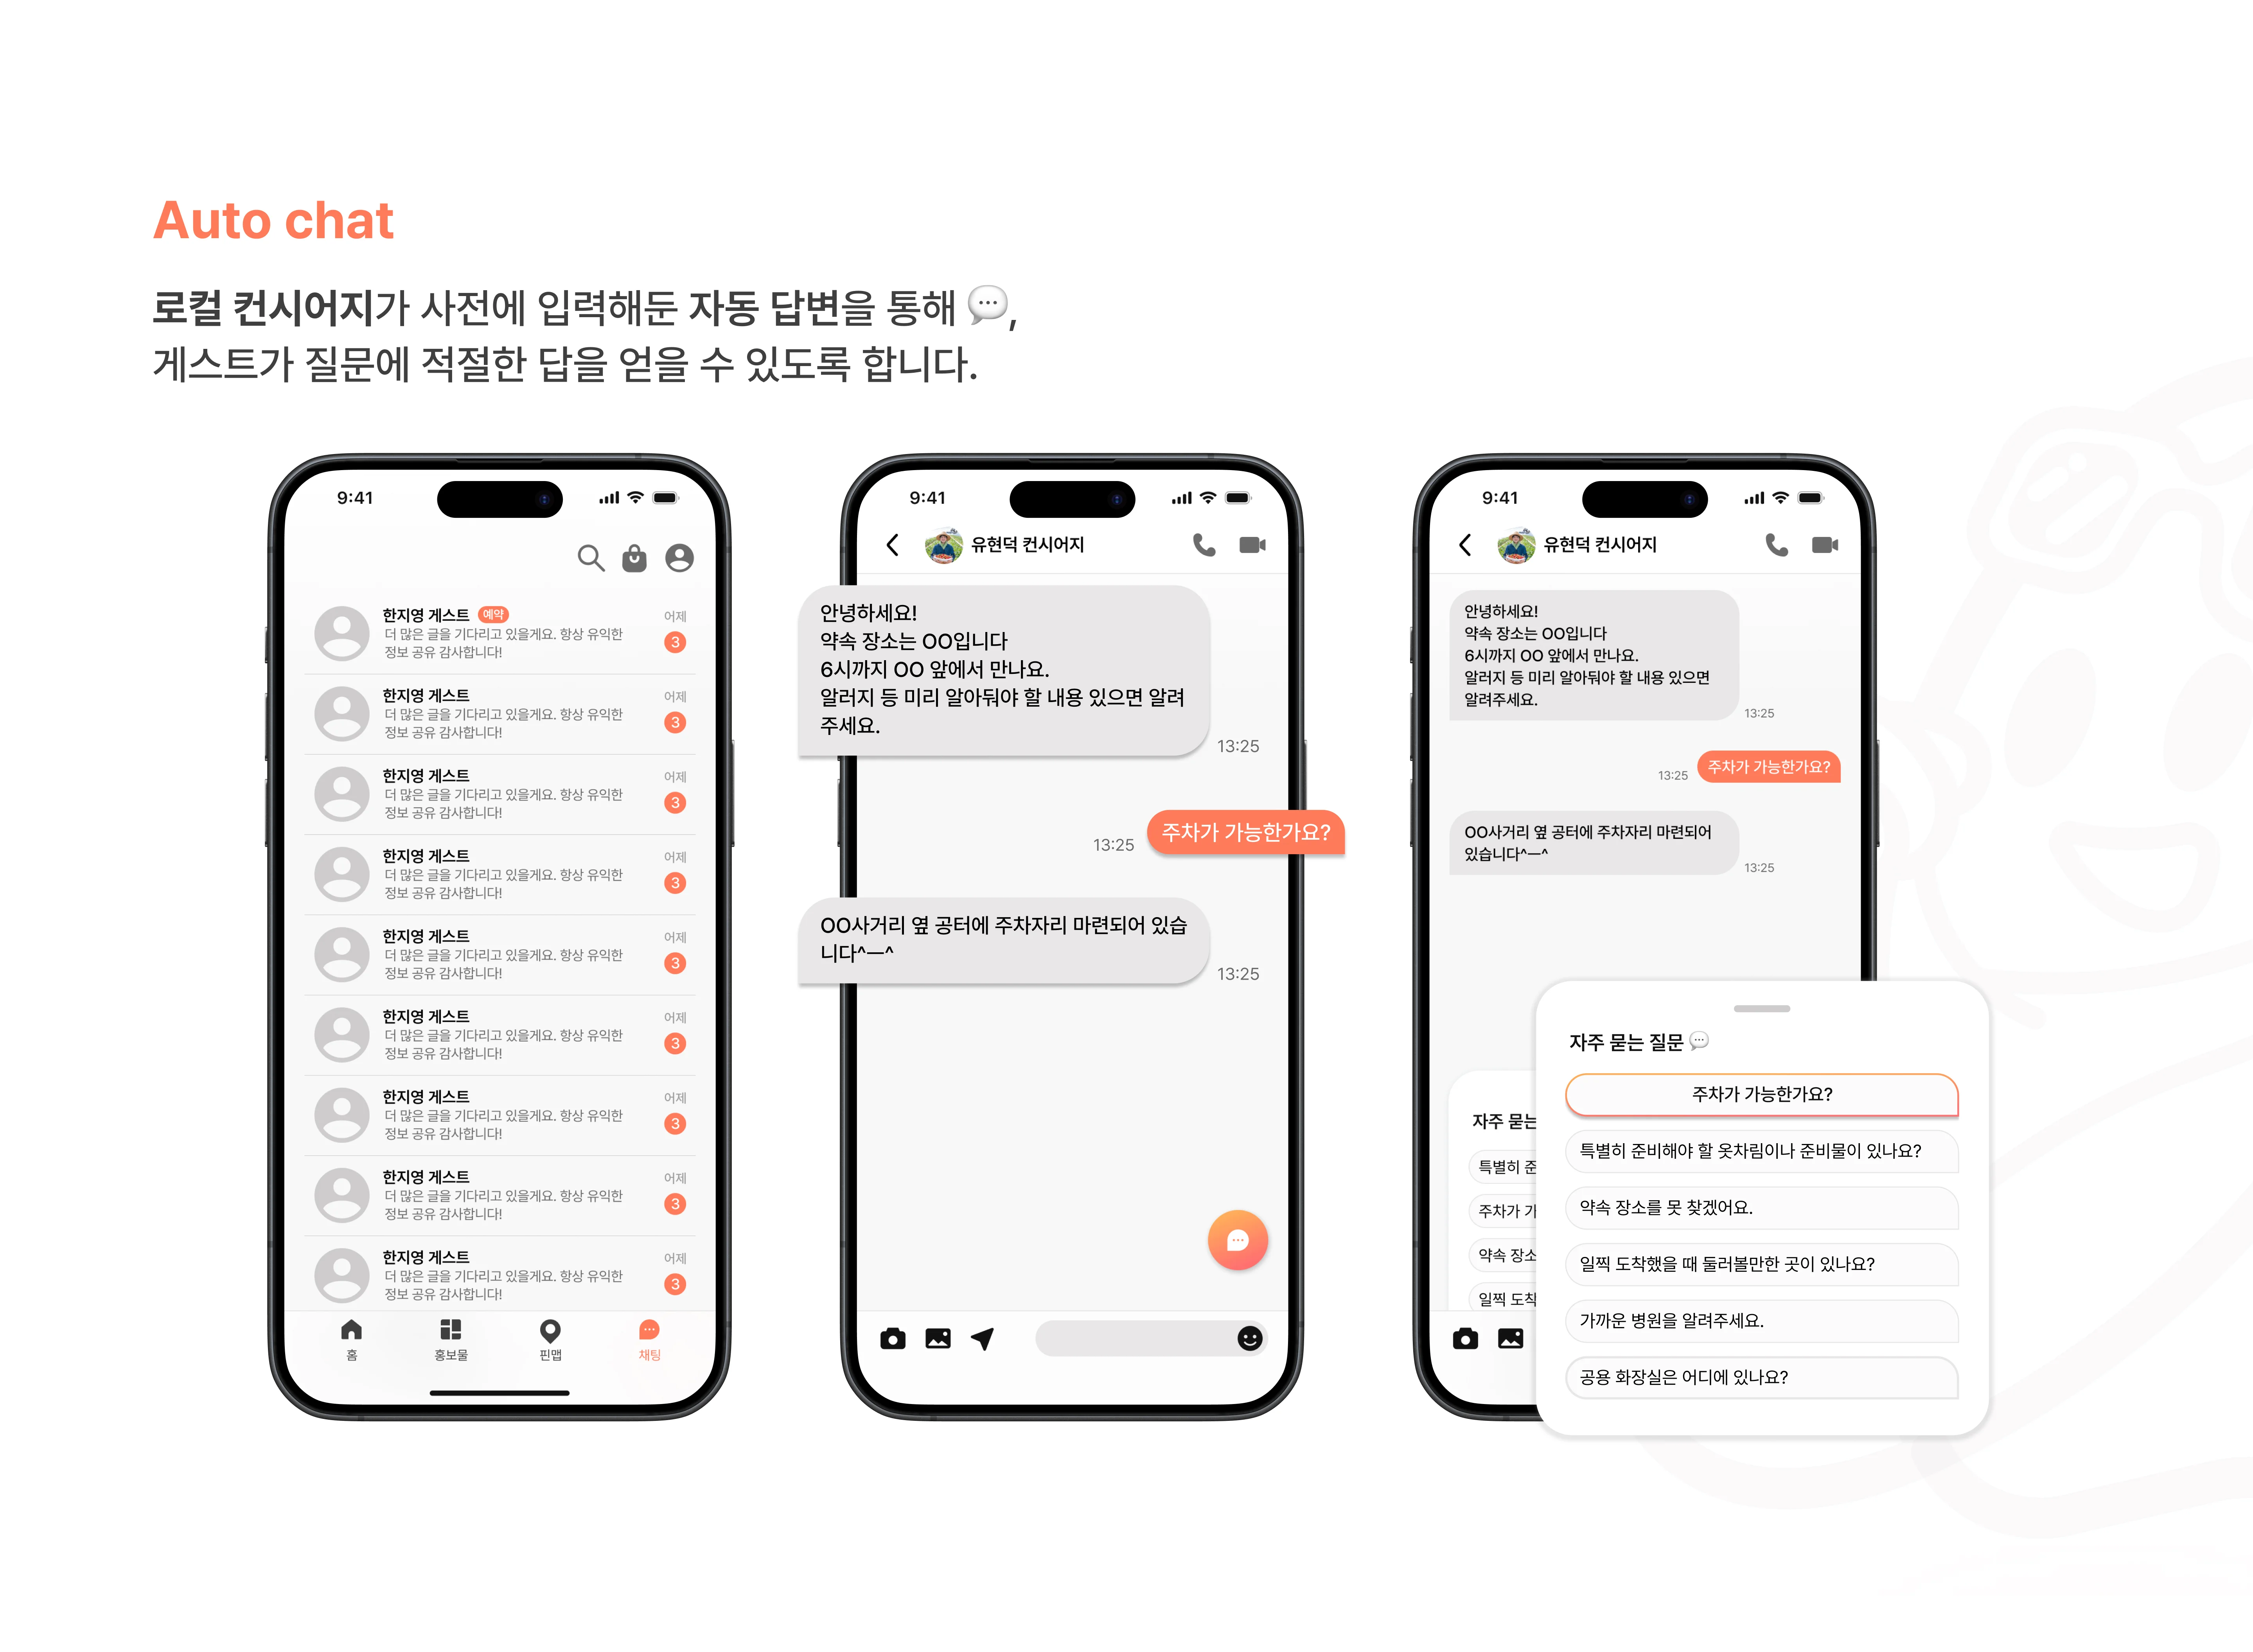 Auto chat
로컬 컨시어지가 사전에 입력해둔 자동 답변을 통해 💬,
게스트가 질문에 적절한 답을 얻을 수 있도록 합니다.
9:41
한지영 게스트 예약 어제
더 많은 글을 기다리고 있을게요. 항상 유익한 3
정보 공유 감사합니다!
한지영 게스트 어제
더 많은 글을 기다리고 있을게요. 항상 유익한 3
정보 공유 감사합니다!
한지영 게스트 어제
더 많은 글을 기다리고 있을게요. 항상 유익한 3
정보 공유 감사합니다!
한지영 게스트 어제
더 많은 글을 기다리고 있을게요. 항상 유익한 3
정보 공유 감사합니다!
한지영 게스트 어제
더 많은 글을 기다리고 있을게요. 항상 유익한 3
정보 공유 감사합니다!
한지영 게스트 어제
더 많은 글을 기다리고 있을게요. 항상 유익한 3
정보 공유 감사합니다!
한지영 게스트 어제
더 많은 글을 기다리고 있을게요. 항상 유익한 3
정보 공유 감사합니다!
한지영 게스트 어제
더 많은 글을 기다리고 있을게요. 항상 유익한 3
정보 공유 감사합니다!
한지영 게스트 어제
더 많은 글을 기다리고 있을게요. 항상 유익한 3
정보 공유 감사합니다!
홈 홍보물 핀맵 채팅
9:41
유현덕 컨시어지
안녕하세요!
약속 장소는 OO입니다
6시까지 OO 앞에서 만나요.
알러지 등 미리 알아둬야 할 내용 있으면 알려
주세요.
13:25
주차가 가능한가요?
13:25
OO사거리 옆 공터에 주차자리 마련되어 있습
니다^ㅡ^
13:25
9:41
유현덕 컨시어지
안녕하세요!
약속 장소는 OO입니다
6시까지 OO 앞에서 만나요.
알러지 등 미리 알아둬야 할 내용 있으면
알려주세요.
13:25
주차가 가능한가요?
13:25
OO사거리 옆 공터에 주차자리 마련되어
있습니다^ㅡ^
13:25
자주 묻는
특별히 준
주차가 가
약속 장소
일찍 도착
자주 묻는 질문 💬
주차가 가능한가요?
특별히 준비해야 할 옷차림이나 준비물이 있나요?
약속 장소를 못 찾겠어요.
일찍 도착했을 때 둘러볼만한 곳이 있나요?
가까운 병원을 알려주세요.
공용 화장실은 어디에 있나요?